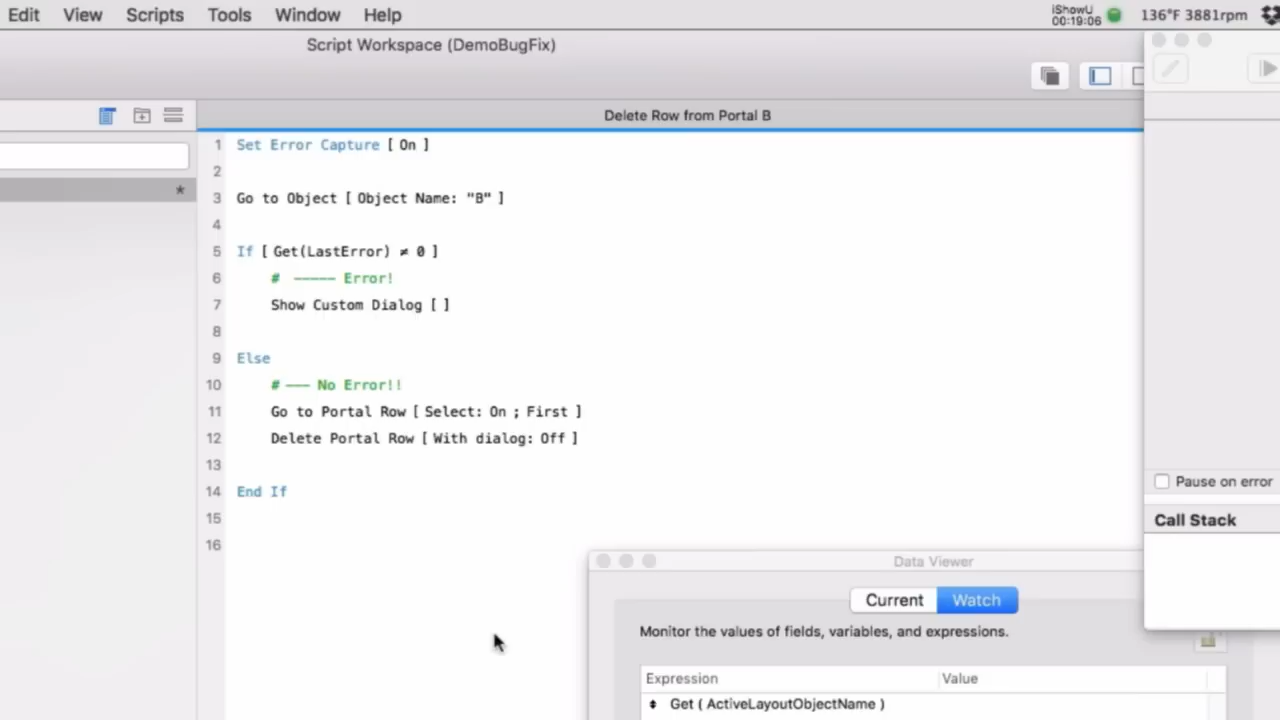 Edit View Scripts Tools Window Help iShowU 00:19:06 136°F 3881rpm
Script Workspace (DemoBugFix)
Delete Row from Portal B
*
1 Set Error Capture [ On ]
2
3 Go to Object [ Object Name: "B" ]
4
5 If [ Get(LastError) ≠ 0 ]
6 # ————— Error!
7 Show Custom Dialog [ ]
8
9 Else
10 # ——— No Error!!
11 Go to Portal Row [ Select: On ; First ]
12 Delete Portal Row [ With dialog: Off ]
13
14 End If
15
16
Pause on error
Call Stack
Data Viewer
Current Watch
Monitor the values of fields, variables, and expressions.
Expression Value
Get ( ActiveLayoutObjectName )